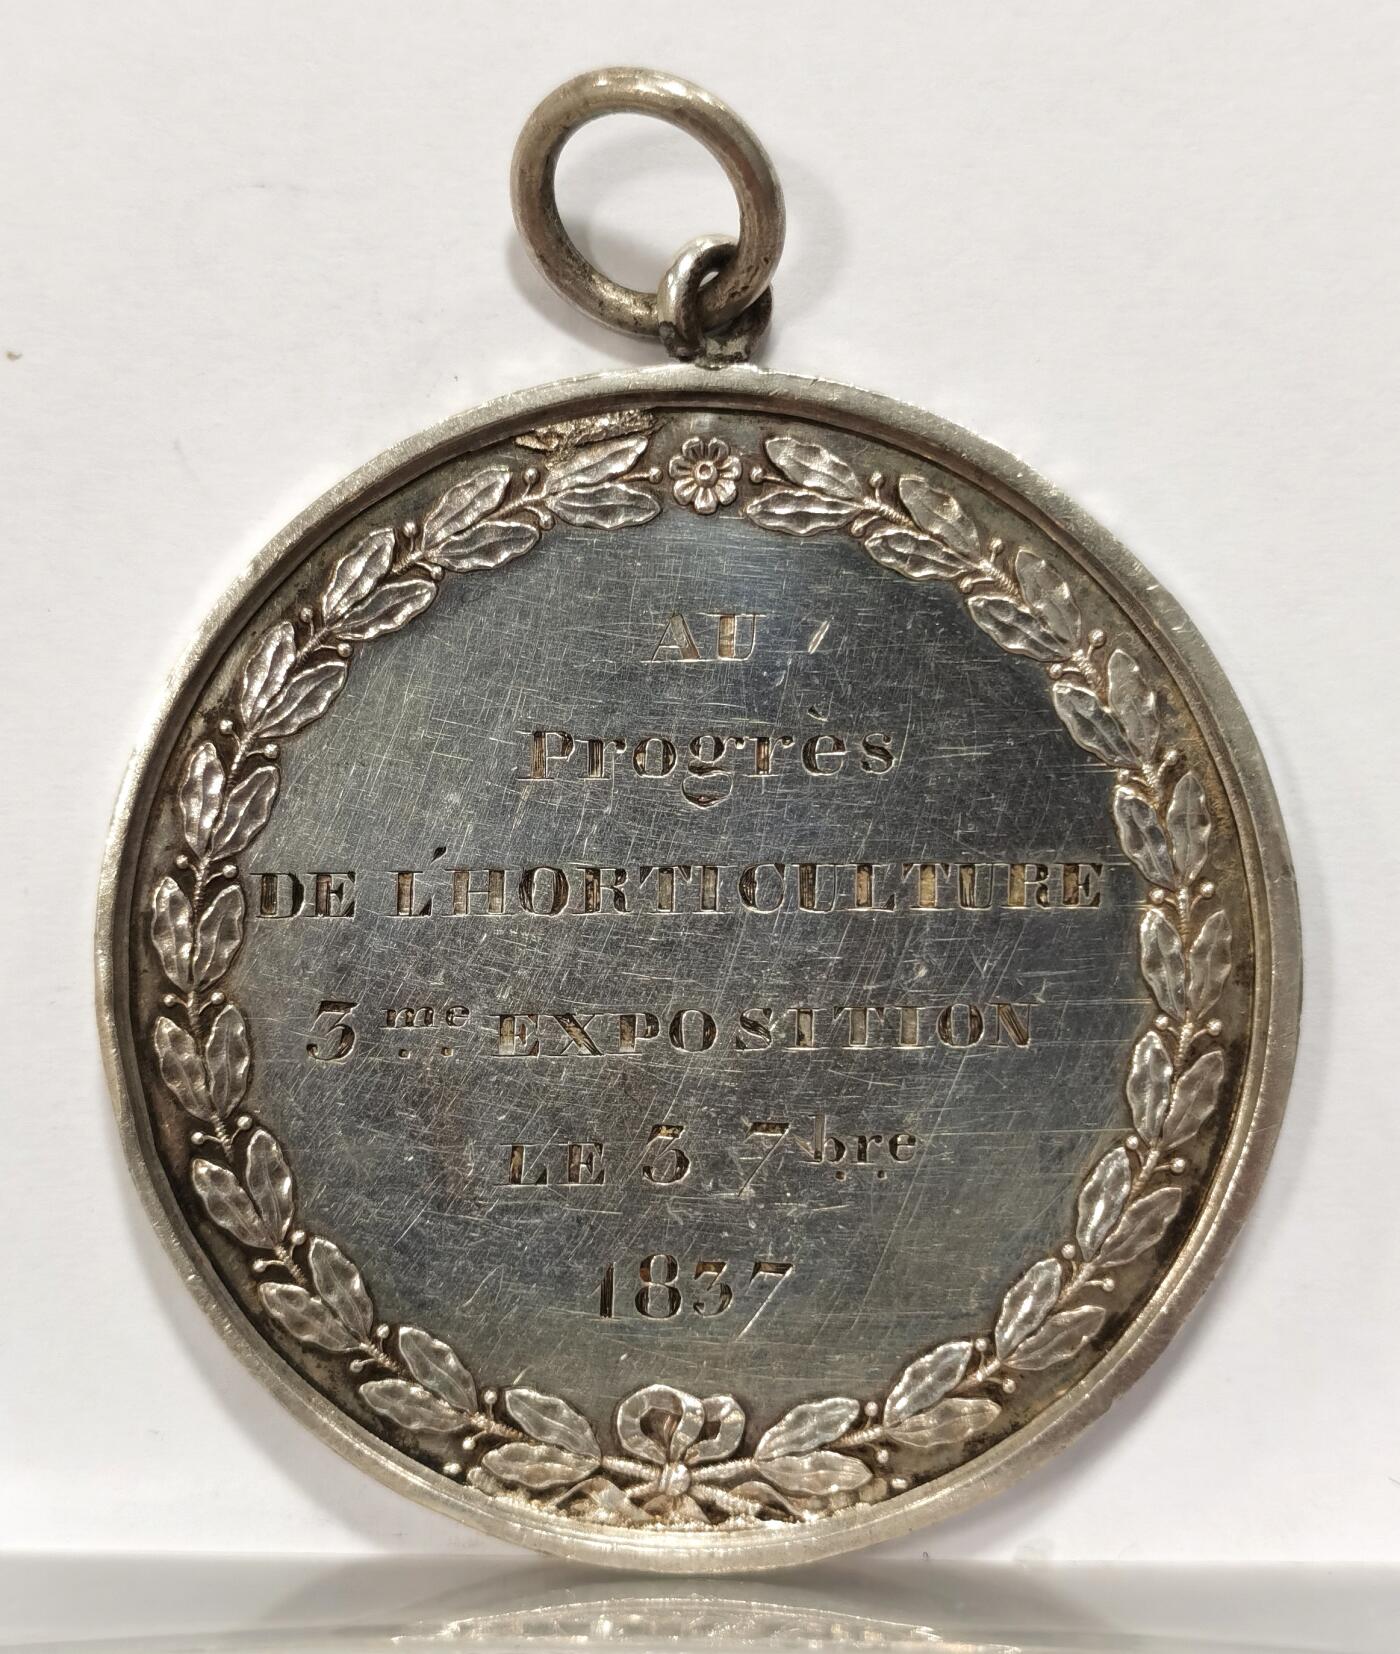 AU
Progrès
DE L'HORTICULTURE
3me EXPOSITION
LE 3 7bre
1837